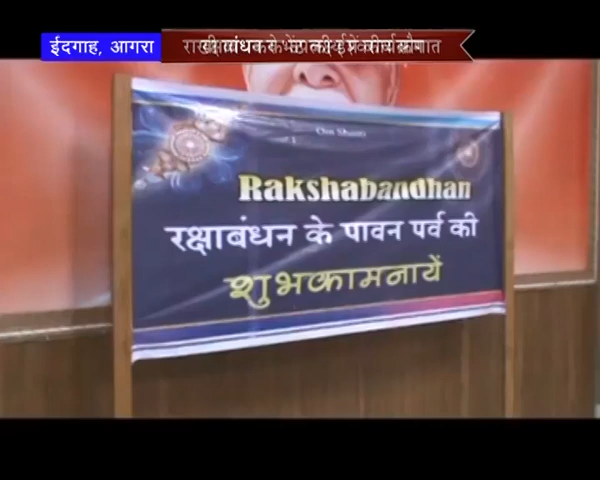 ईदगाह, आगरा
Om Shanti
Rakshabandhan
रक्षाबंधन के पावन पर्व की
शुभकामनायें